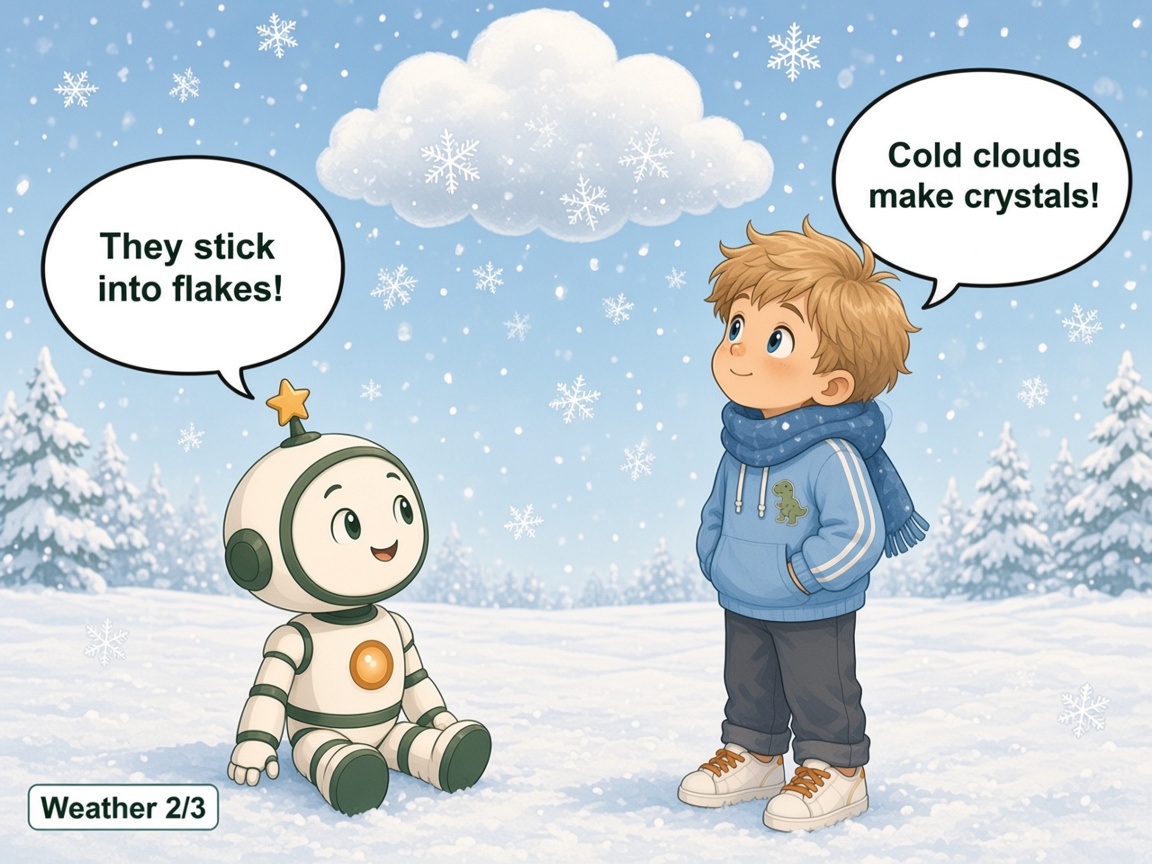 They stick
into flakes!
Cold clouds
make crystals!
Weather 2/3